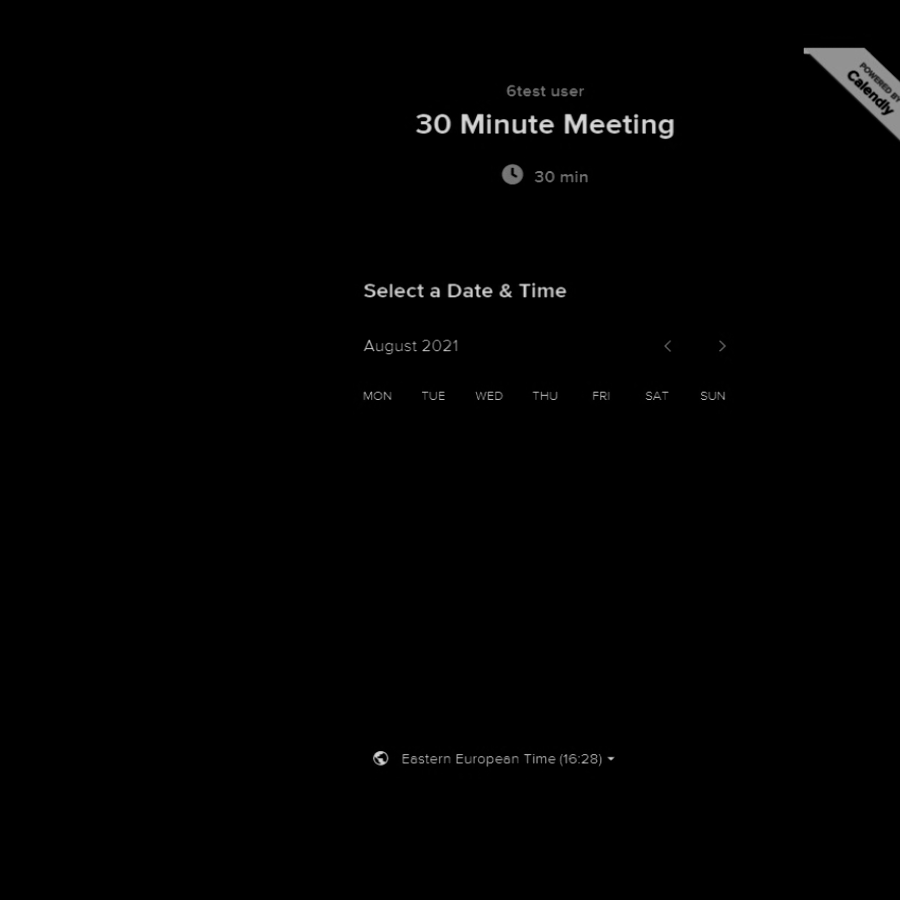 POWERED BY
Calendly
6test user
30 Minute Meeting
30 min
Select a Date & Time
August 2021
MON TUE WED THU FRI SAT SUN
Eastern European Time (16:28)